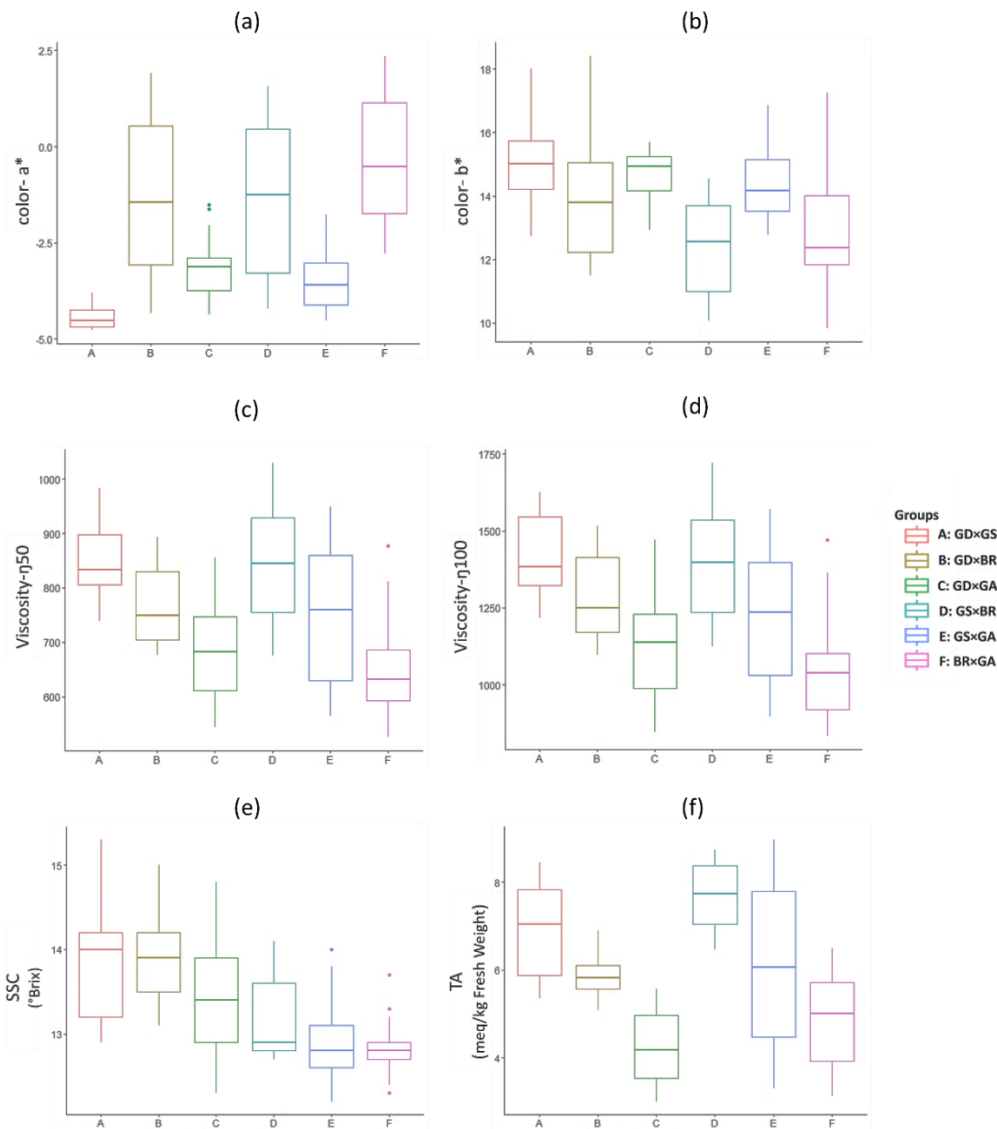 (a)
color- a*
2.5
0.0
-2.5
-5.0
A B C D E F
(b)
color- b*
18
16
14
12
10
A B C D E F
(c)
Viscosity-η50
1000
900
800
700
600
A B C D E F
(d)
Viscosity-η100
1750
1500
1250
1000
A B C D E F
Groups
A: GD×GS
B: GD×BR
C: GD×GA
D: GS×BR
E: GS×GA
F: BR×GA
(e)
SSC
(°Brix)
15
14
13
A B C D E F
(f)
TA
(meq/kg Fresh Weight)
8
6
4
A B C D E F